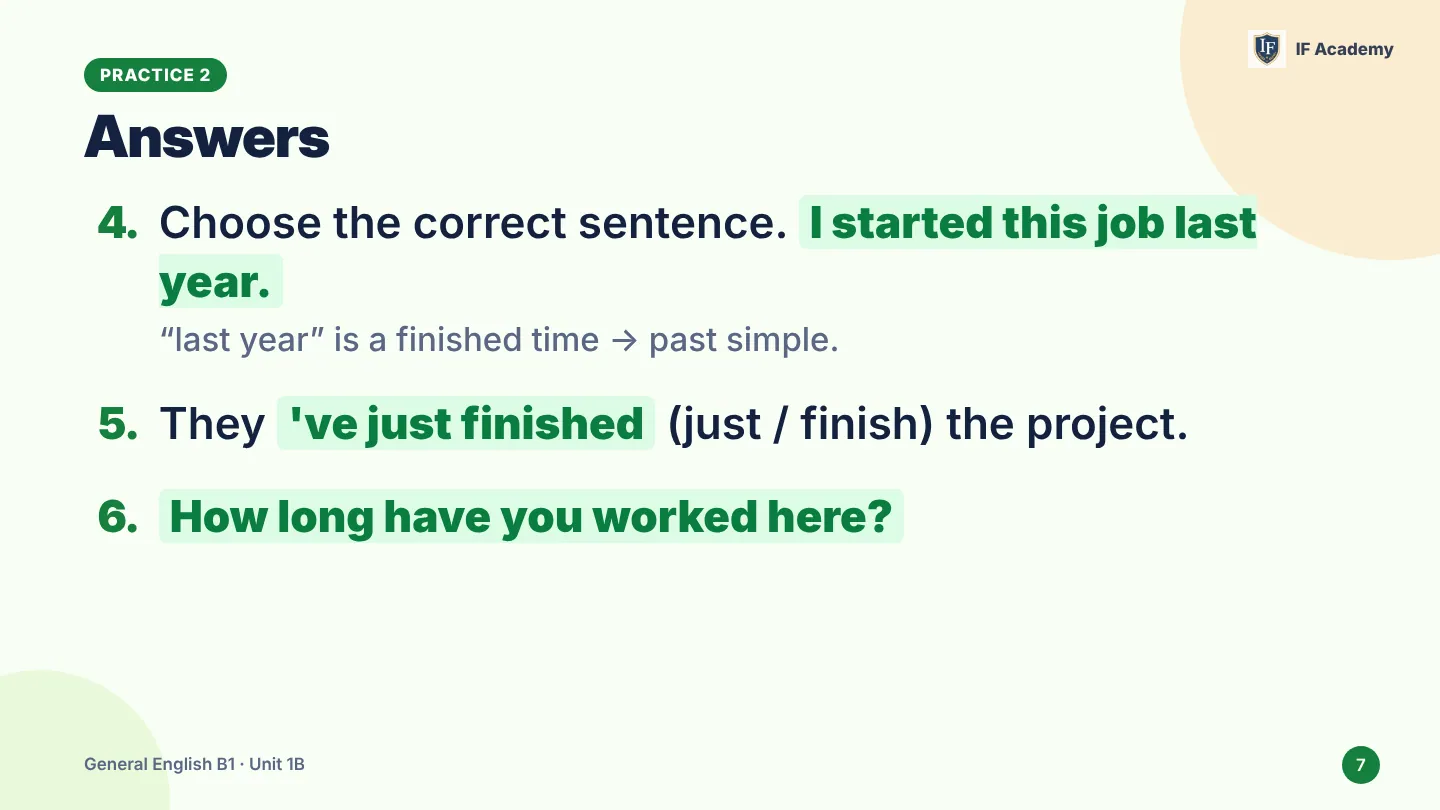 IF
IF Academy
PRACTICE 2
Answers
4. Choose the correct sentence. I started this job last
year.
“last year” is a finished time → past simple.
5. They 've just finished (just / finish) the project.
6. How long have you worked here?
General English B1 · Unit 1B
7